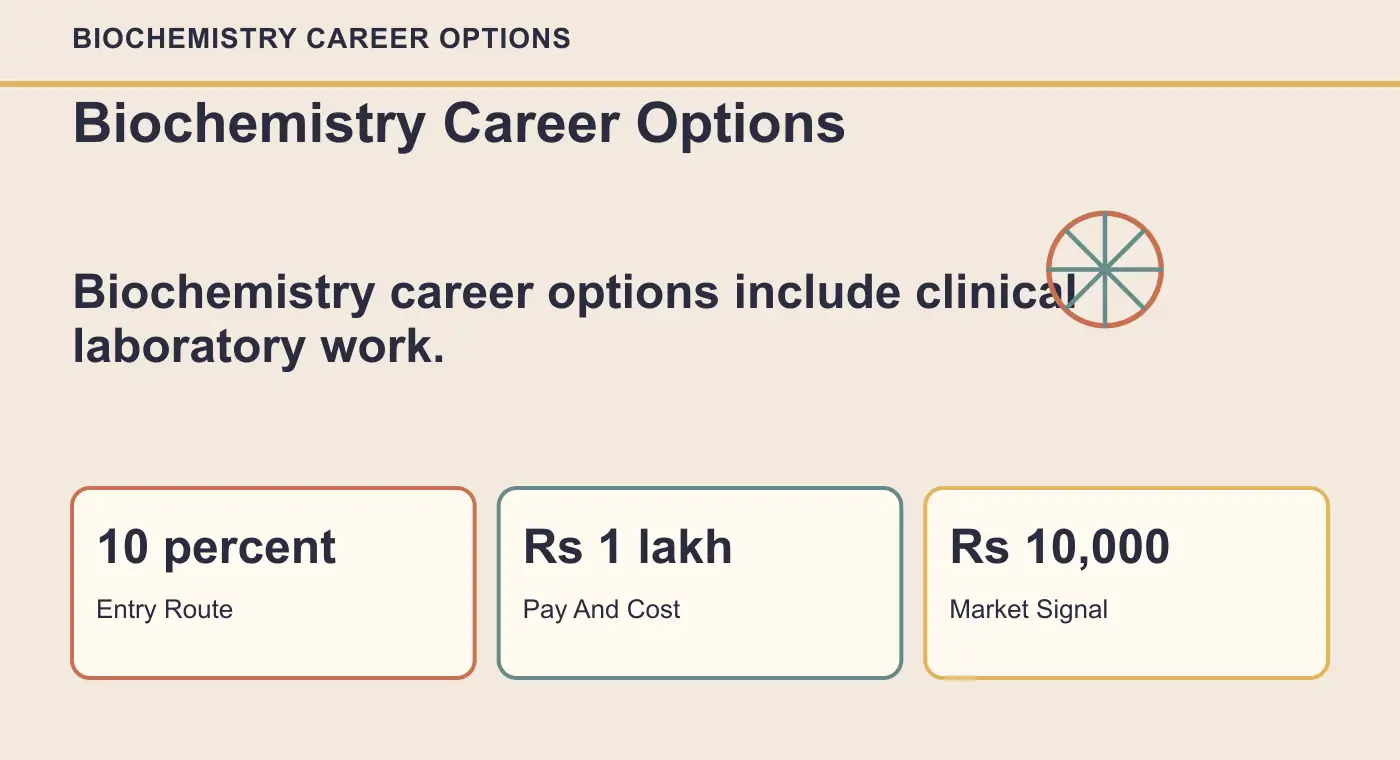 BIOCHEMISTRY CAREER OPTIONS
Biochemistry Career Options
Biochemistry career options include clinical
laboratory work.
10 percent
Entry Route
Rs 1 lakh
Pay And Cost
Rs 10,000
Market Signal